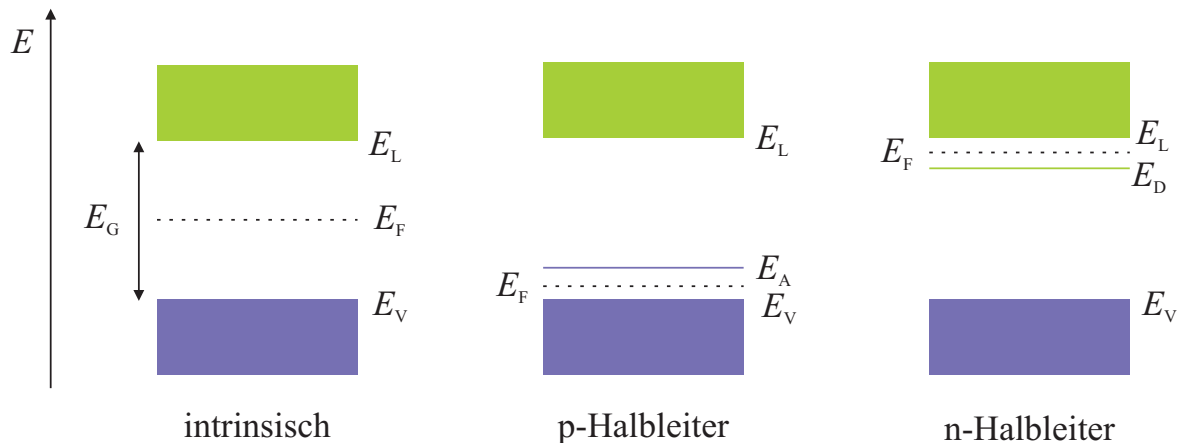 E
E_L
E_G
E_F
E_V
intrinsisch
E_L
E_A
E_F
E_V
p-Halbleiter
E_L
E_F
E_D
E_V
n-Halbleiter